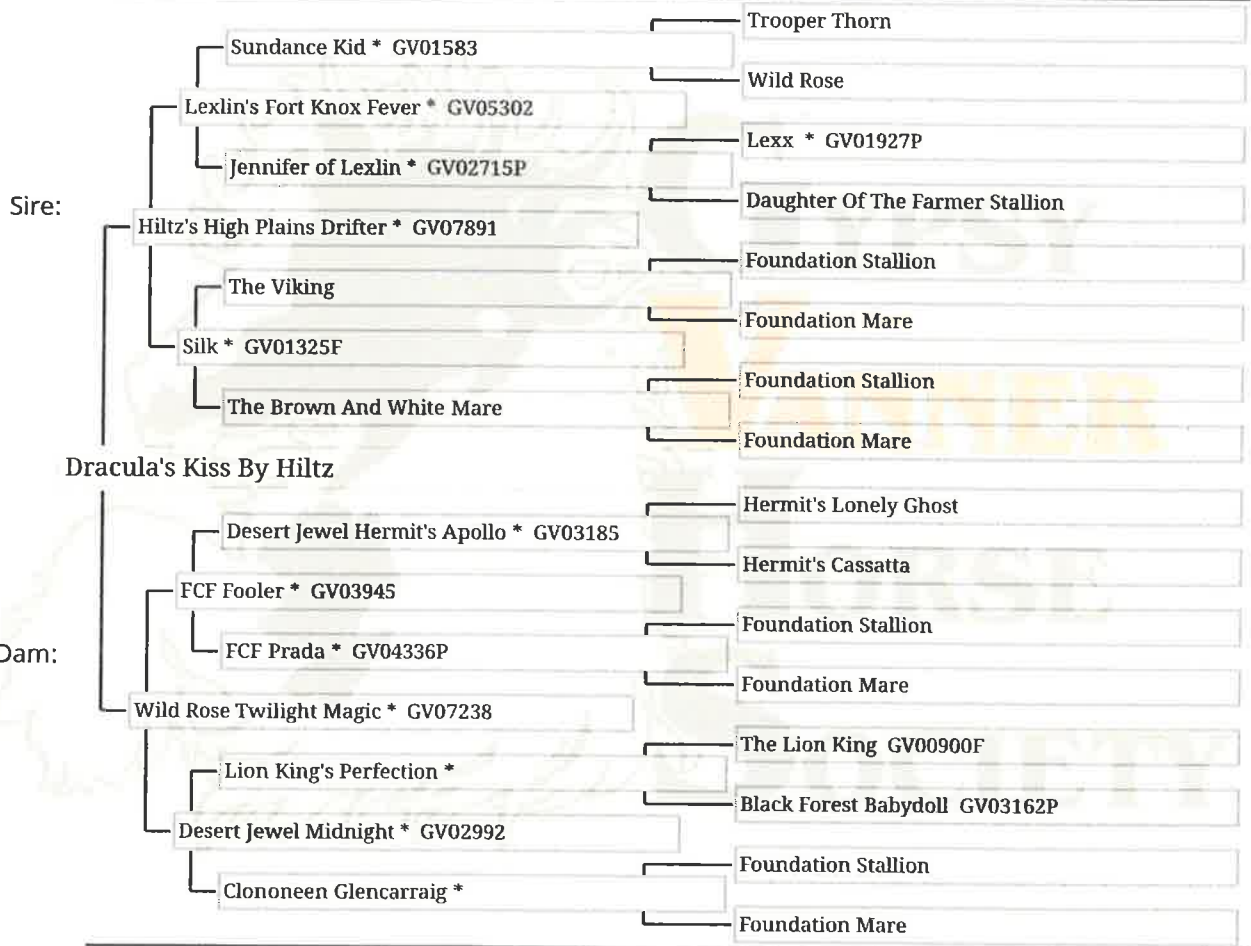 Trooper Thorn
Sundance Kid * GV01583
Wild Rose
Lexlin's Fort Knox Fever * GV05302
Lexx * GV01927P
Jennifer of Lexlin * GV02715P
Daughter Of The Farmer Stallion
Sire:
Hiltz's High Plains Drifter * GV07891
Foundation Stallion
The Viking
Foundation Mare
Silk * GV01325F
Foundation Stallion
The Brown And White Mare
Foundation Mare
Dracula's Kiss By Hiltz
Hermit's Lonely Ghost
Desert Jewel Hermit's Apollo * GV03185
Hermit's Cassatta
FCF Fooler * GV03945
Foundation Stallion
FCF Prada * GV04336P
Foundation Mare
Dam:
Wild Rose Twilight Magic * GV07238
The Lion King GV00900F
Lion King's Perfection *
Black Forest Babydoll GV03162P
Desert Jewel Midnight * GV02992
Foundation Stallion
Clononeen Glencarraig *
Foundation Mare
GYPSY
VANNER
HORSE
SOCIETY